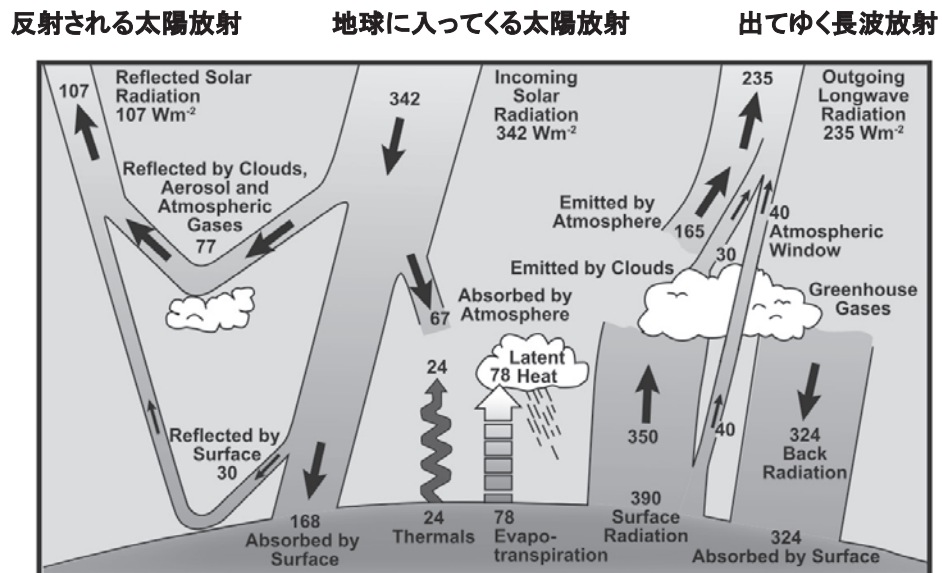 反射される太陽放射
地球に入ってくる太陽放射
出てゆく長波放射
107
Reflected Solar
Radiation
107 Wm-2
342
Incoming
Solar
Radiation
342 Wm-2
235
Outgoing
Longwave
Radiation
235 Wm-2
Reflected by Clouds,
Aerosol and
Atmospheric
Gases
77
Emitted by
Atmosphere
165
40
Atmospheric
Window
30
Emitted by Clouds
Greenhouse
Gases
67
Absorbed by
Atmosphere
24
Latent
78 Heat
350
40
324
Back
Radiation
Reflected by
Surface
30
168
Absorbed by
Surface
24
Thermals
78
Evapo-
transpiration
390
Surface
Radiation
324
Absorbed by Surface